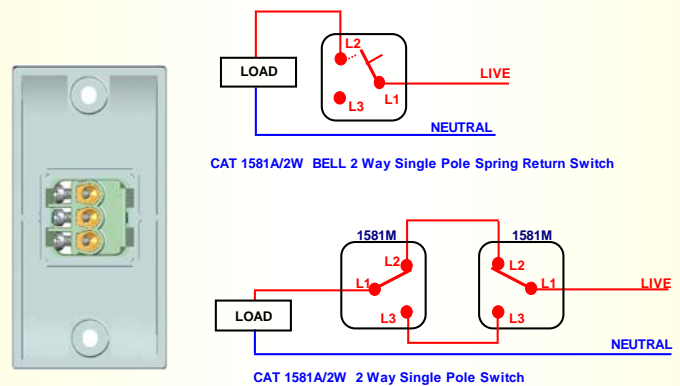 L2
LOAD
LIVE
L1
L3
NEUTRAL
CAT 1581A/2W BELL 2 Way Single Pole Spring Return Switch
1581M 1581M
L2 L2
L1 L1 LIVE
LOAD L3 L3
NEUTRAL
CAT 1581A/2W 2 Way Single Pole Switch